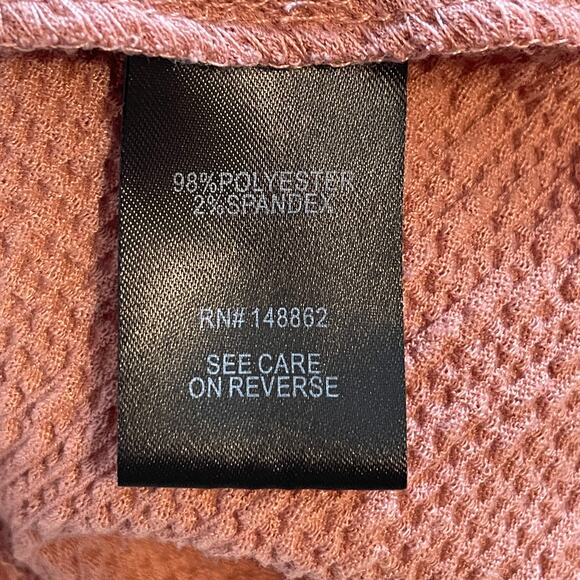 98%POLYESTER
2%SPANDEX
RN# 148862
SEE CARE
ON REVERSE